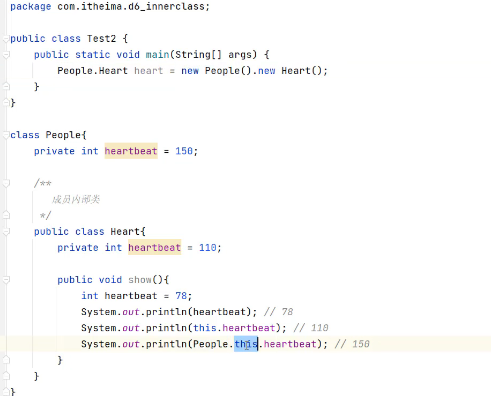 package com.itheima.d6_innerclass;
public class Test2 {
public static void main(String[] args) {
People.Heart heart = new People().new Heart();
}
}
class People{
private int heartbeat = 150;
/**
成员内部类
*/
public class Heart{
private int heartbeat = 110;
public void show(){
int heartbeat = 78;
System.out.println(heartbeat); // 78
System.out.println(this.heartbeat); // 110
System.out.println(People.this.heartbeat); // 150
}
}
}